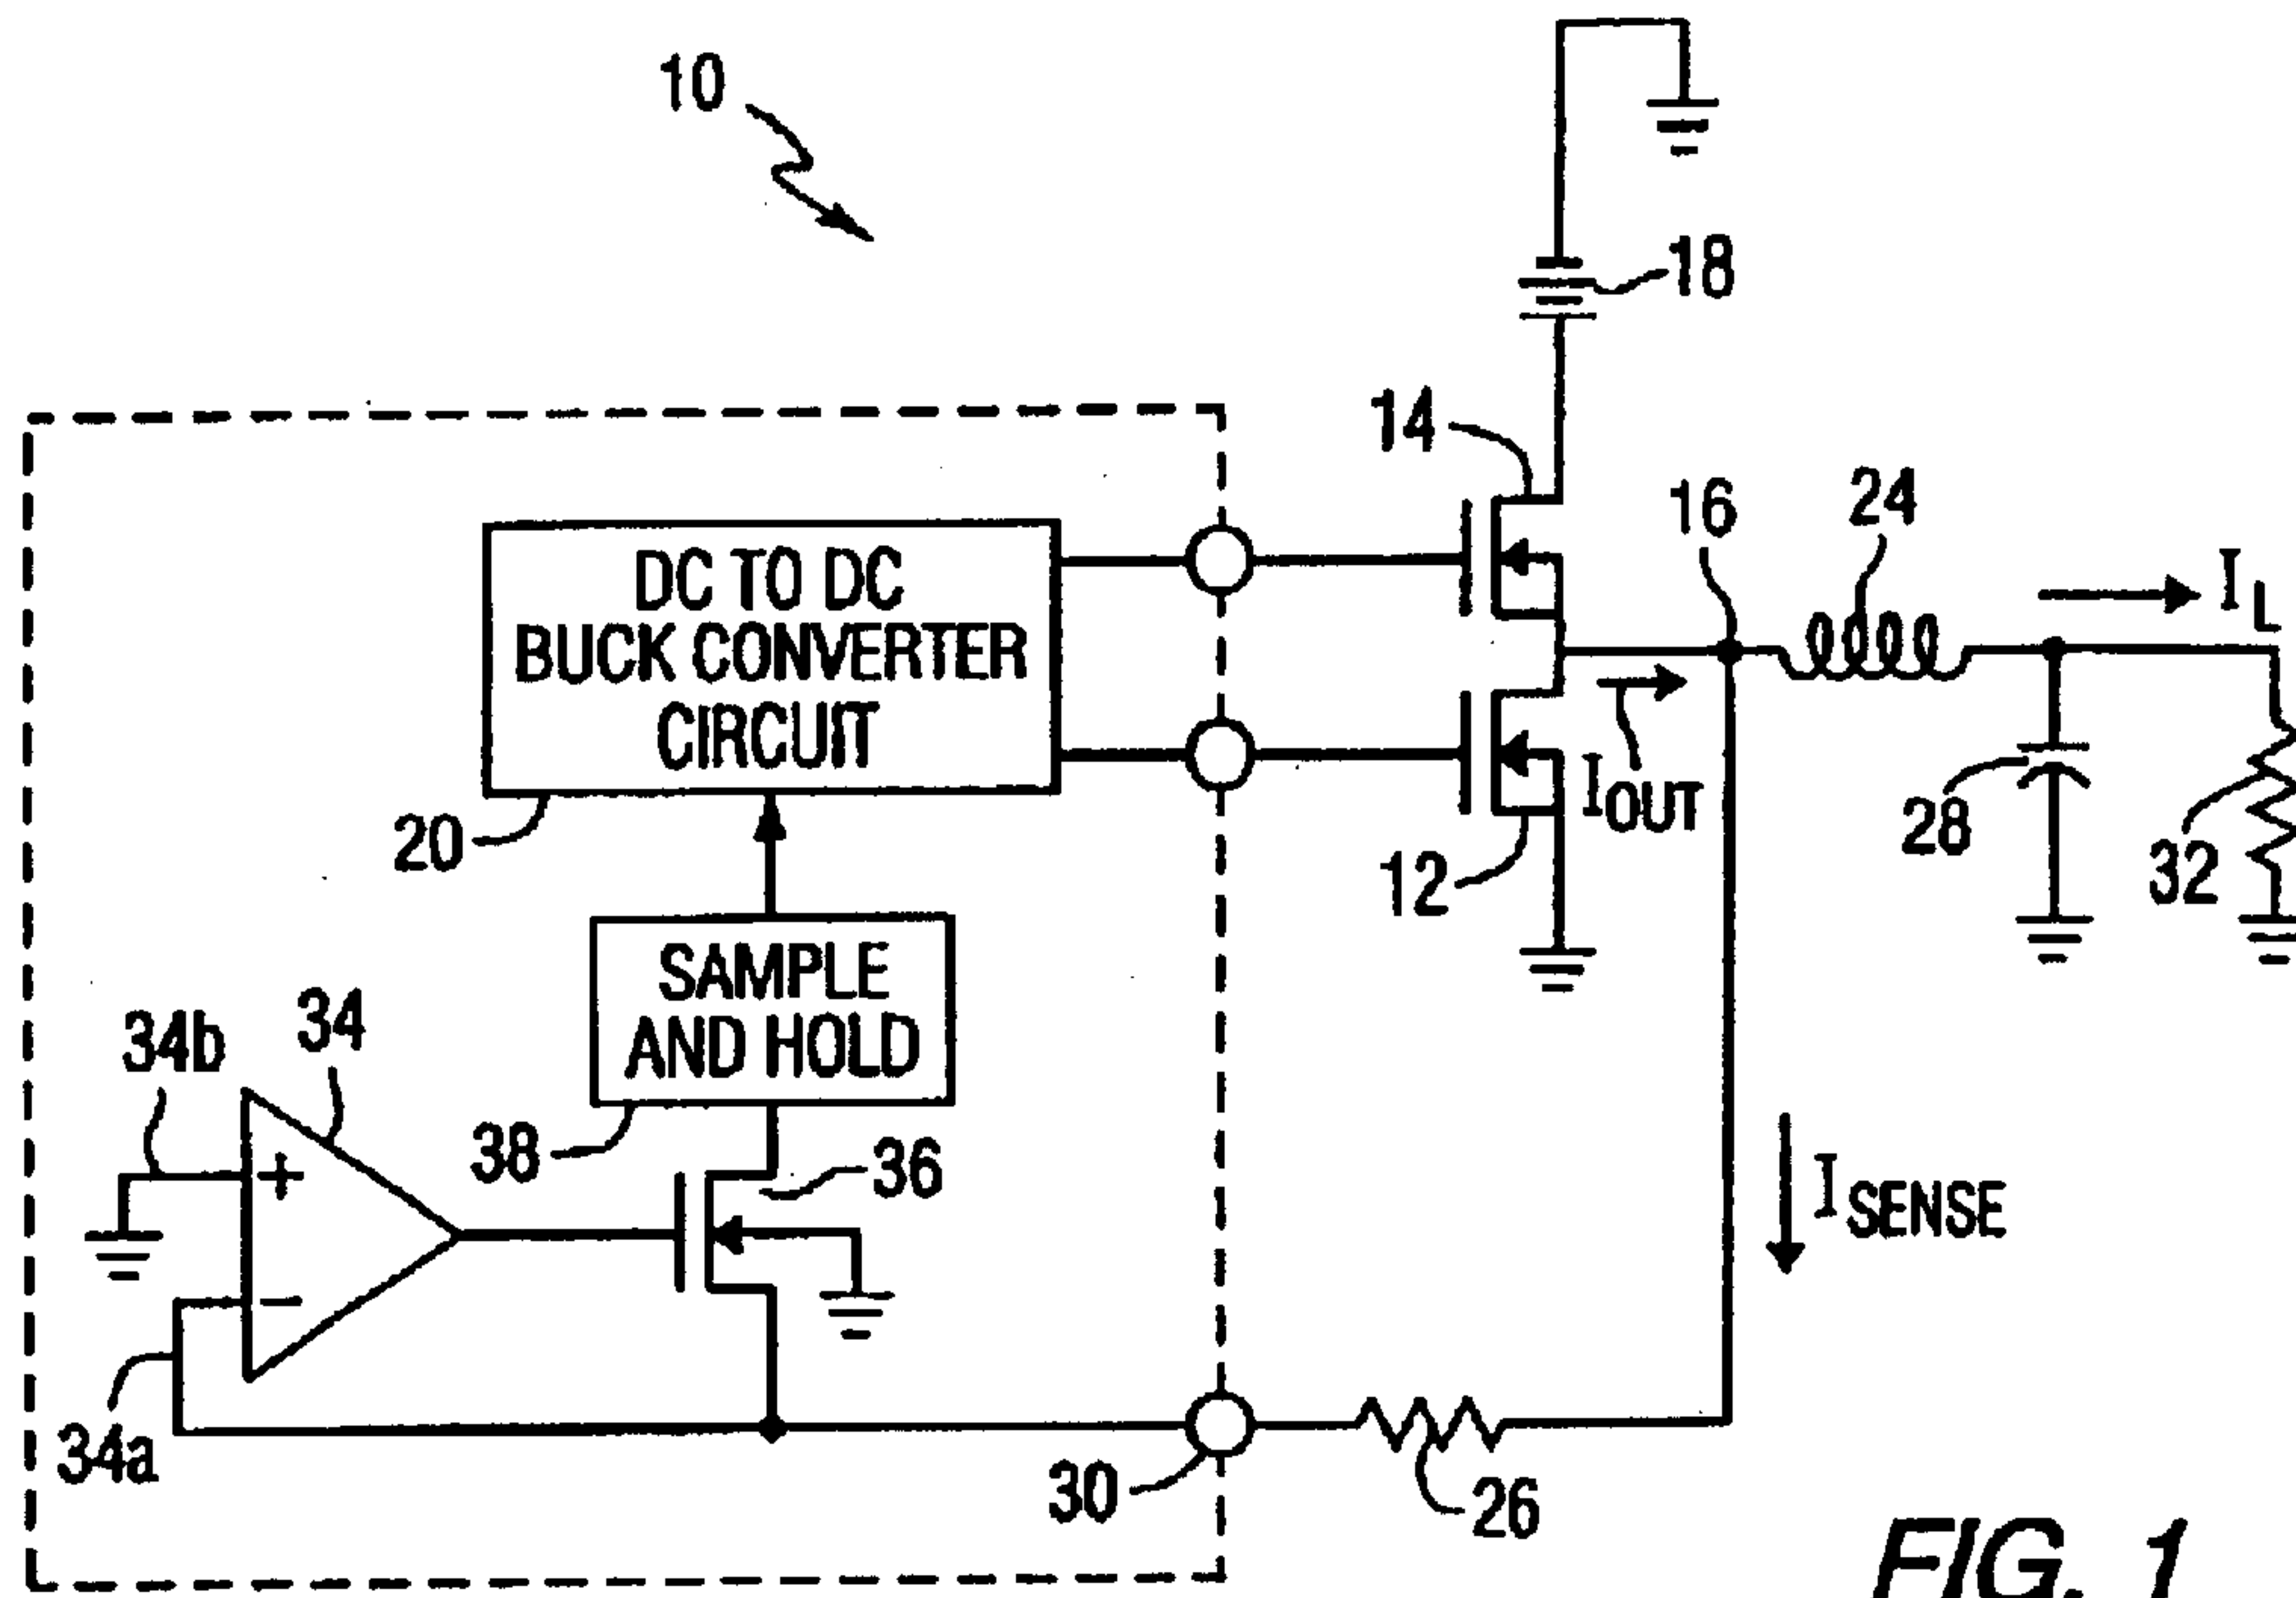 10
18
14
16
24
I_L
DC TO DC
BUCK CONVERTER
CIRCUIT
I_OUT
28
32
20
12
SAMPLE
AND HOLD
34b
34
38
36
+
−
I_SENSE
34a
30
26
FIG. 1